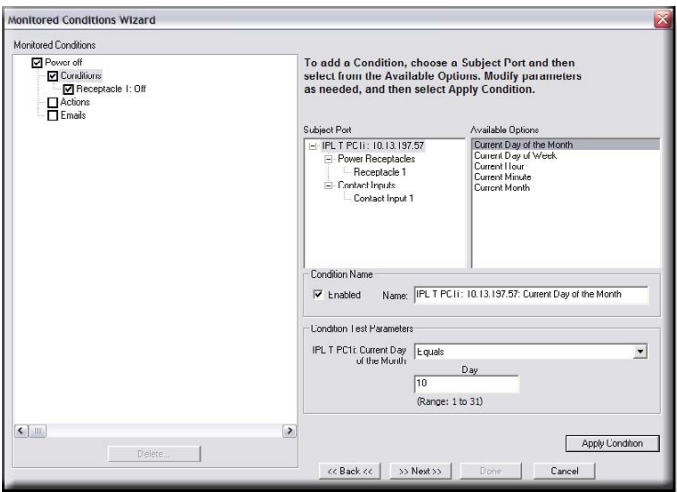 Monitored Conditions Wizard
Monitored Conditions
Power off
Conditions
Receptacle 1: Off
Actions
Emails
To add a Condition, choose a Subject Port and then
select from the Available Options. Modify parameters
as needed, and then select Apply Condition.
Subject Port
IPL T PC1i: 10.13.197.57
Power Receptacles
Receptacle 1
Contact Inputs
Contact Input 1
Available Options
Current Day of the Month
Current Day of Week
Current Hour
Current Minute
Current Month
Condition Name
Enabled
Name: IPL T PC1i: 10.13.197.57: Current Day of the Month
Condition Test Parameters
IPL T PC1i: Current Day
of the Month
Equals
Day
10
(Range: 1 to 31)
Delete...
Apply Condition
<< Back <<
>> Next >>
Done
Cancel